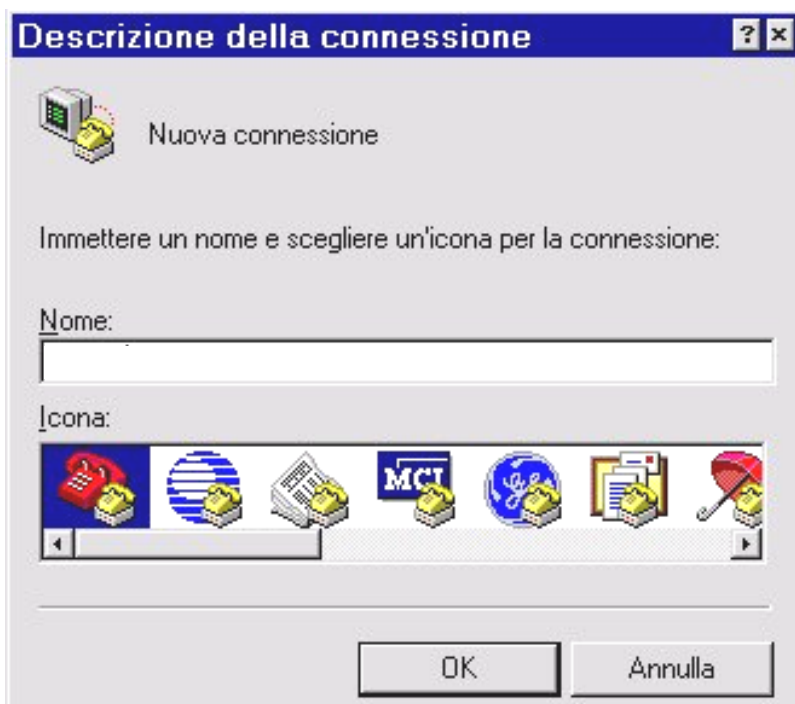 Descrizione della connessione
Nuova connessione
Immettere un nome e scegliere un'icona per la connessione:
Nome:
Icona:
MCI
OK
Annulla